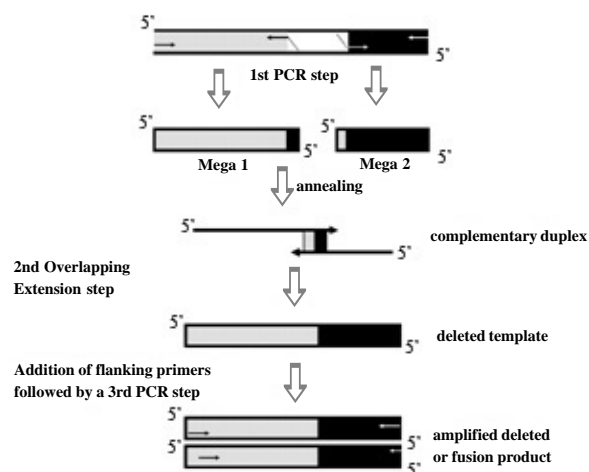 5'
5'
1st PCR step
5'
5'
5'
5'
Mega 1
Mega 2
annealing
5'
5'
complementary duplex
2nd Overlapping
Extension step
5'
5'
deleted template
Addition of flanking primers
followed by a 3rd PCR step
5'
5'
5'
5'
amplified deleted
or fusion product